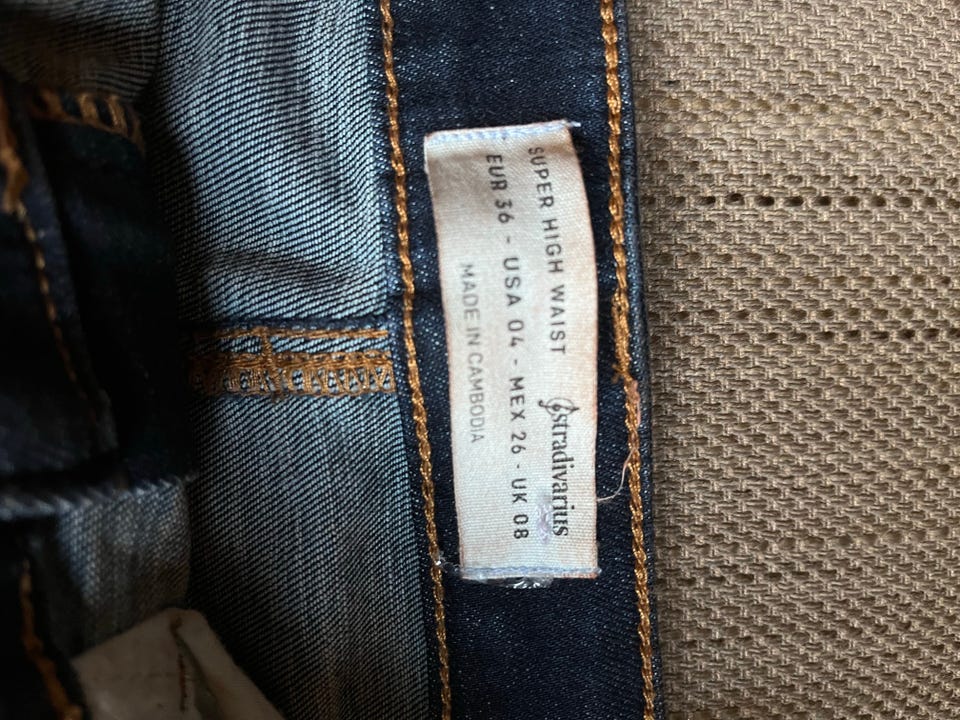 SUPER HIGH WAIST stradivarius
EUR 36 - USA 04 - MEX 26 - UK 08
MADE IN CAMBODIA